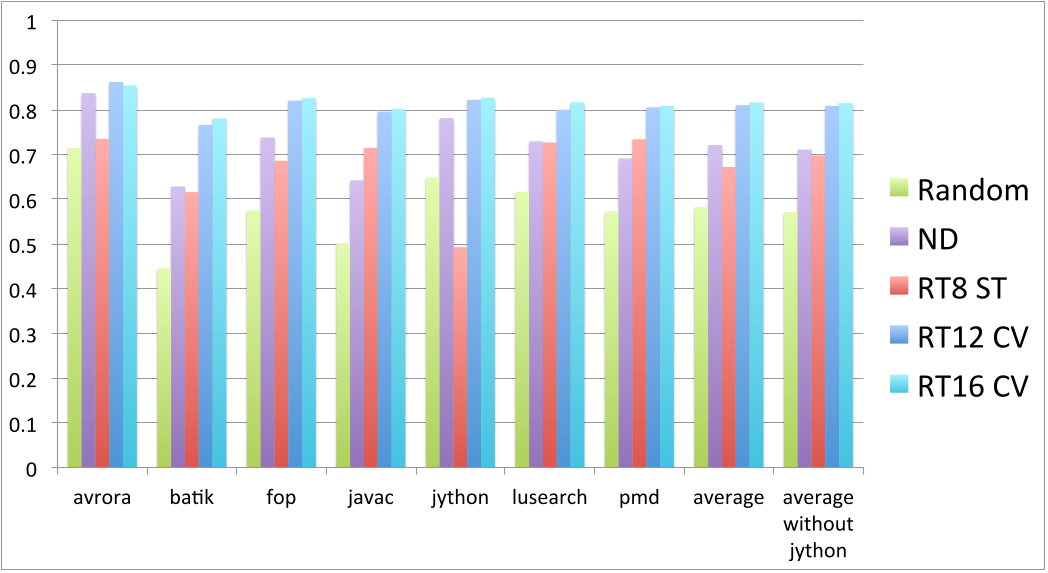 1
0.9
0.8
0.7
0.6
0.5
0.4
0.3
0.2
0.1
0
avrora
batik
fop
javac
jython
lusearch
pmd
average
average
without
jython
Random
ND
RT8 ST
RT12 CV
RT16 CV